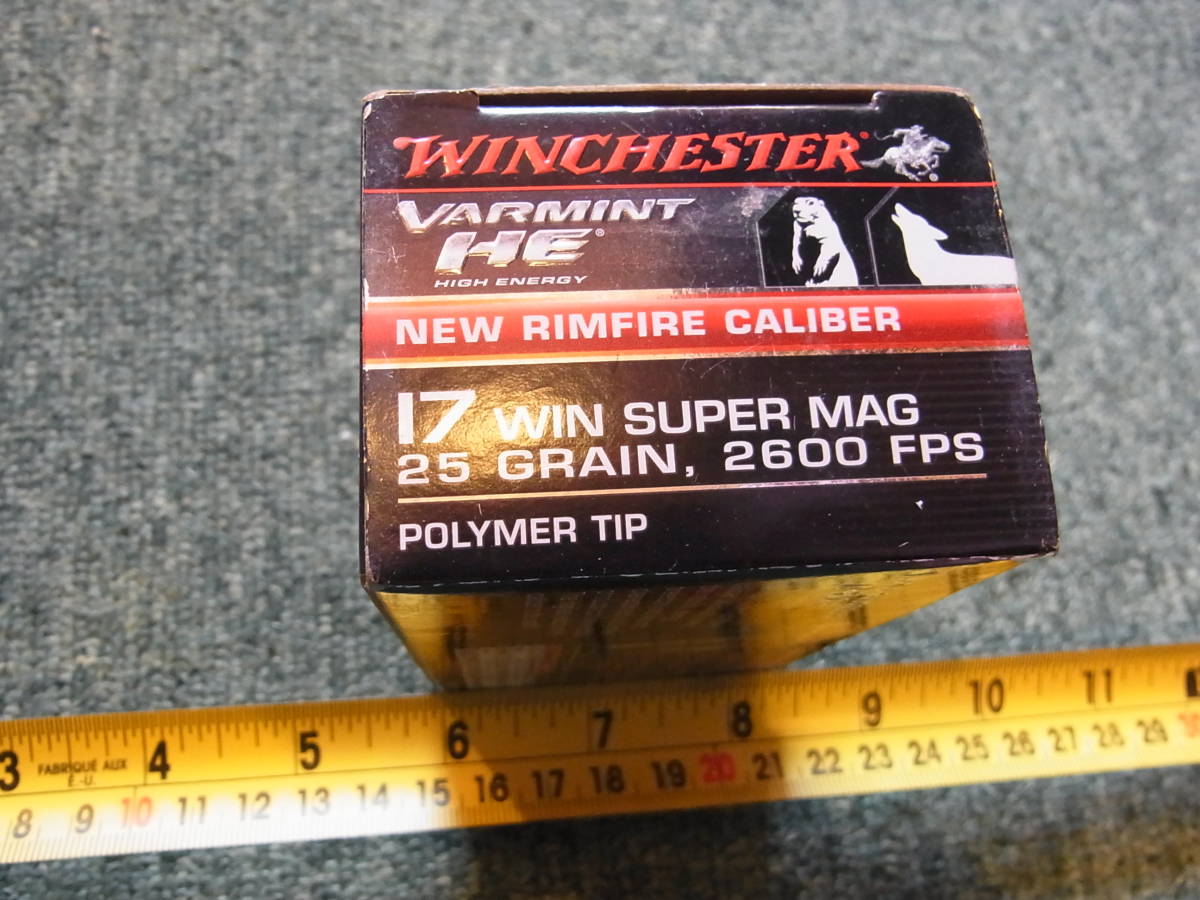 WINCHESTER®
VARMINT
HE®
HIGH ENERGY
NEW RIMFIRE CALIBER
17 WIN SUPER MAG
25 GRAIN, 2600 FPS
POLYMER TIP
3 FABRIQUÉ AUX É.-U. 4 5 6 7 8 9 10 11
8 9 10 11 12 13 14 15 16 17 18 19 20 21 22 23 24 25 26 27 28 29 30